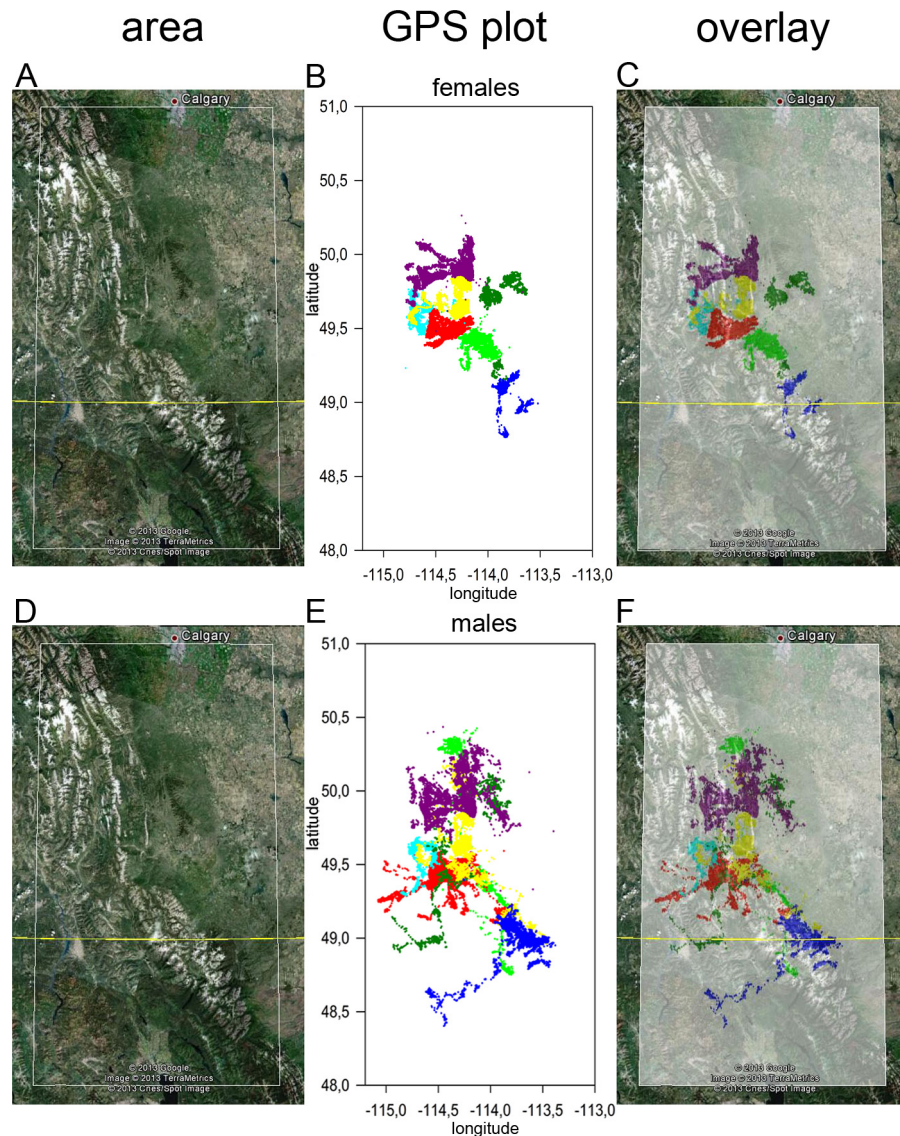 area
GPS plot
overlay
A
B
C
females
Calgary
Calgary
51,0
50,5
50,0
49,5
49,0
48,5
48,0
latitude
-115,0
-114,5
-114,0
-113,5
-113,0
longitude
© 2013 Google
Image © 2013 TerraMetrics
© 2013 Cnes/Spot Image
© 2013 Google
Image © 2013 TerraMetrics
© 2013 Cnes/Spot Image
D
E
F
males
Calgary
Calgary
51,0
50,5
50,0
49,5
49,0
48,5
48,0
latitude
-115,0
-114,5
-114,0
-113,5
-113,0
longitude
© 2013 Google
Image © 2013 TerraMetrics
© 2013 Cnes/Spot Image
© 2013 Google
Image © 2013 TerraMetrics
© 2013 Cnes/Spot Image